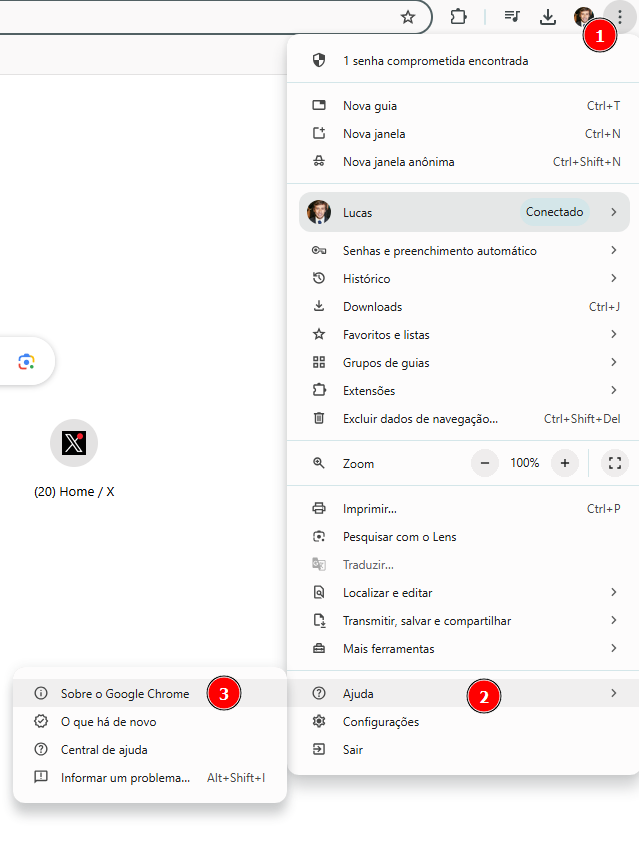 1
1 senha comprometida encontrada
Nova guia Ctrl+T
Nova janela Ctrl+N
Nova janela anônima Ctrl+Shift+N
Lucas Conectado
Senhas e preenchimento automático
Histórico
Downloads Ctrl+J
Favoritos e listas
Grupos de guias
Extensões
Excluir dados de navegação... Ctrl+Shift+Del
Zoom − 100% +
(20) Home / X
Imprimir... Ctrl+P
Pesquisar com o Lens
Traduzir...
Localizar e editar
Transmitir, salvar e compartilhar
Mais ferramentas
Ajuda 2
Configurações
Sair
Sobre o Google Chrome 3
O que há de novo
Central de ajuda
Informar um problema... Alt+Shift+I